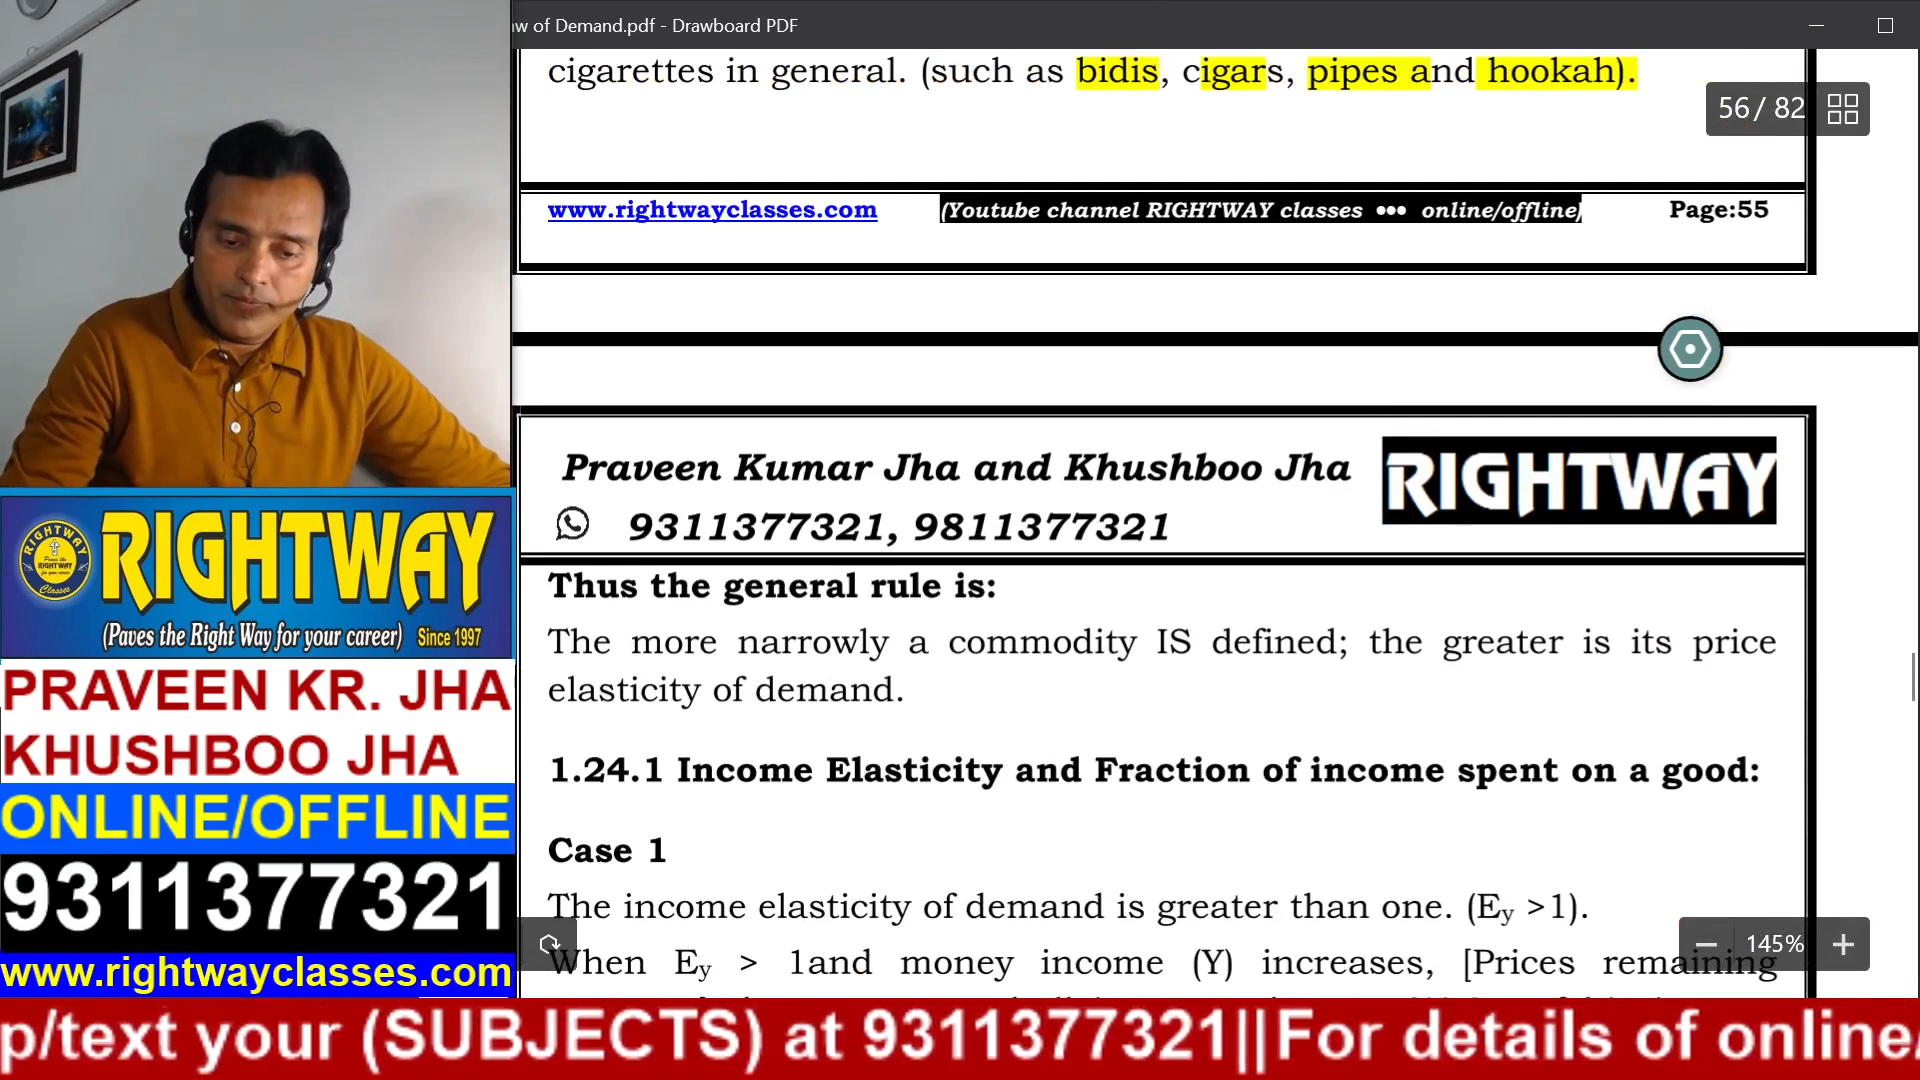 aw of Demand.pdf - Drawboard PDF
cigarettes in general. (such as bidis, cigars, pipes and hookah).
56 / 82
www.rightwayclasses.com (Youtube channel RIGHTWAY classes ••• online/offline) Page:55
Praveen Kumar Jha and Khushboo Jha
RIGHTWAY
9311377321, 9811377321
Thus the general rule is:
The more narrowly a commodity IS defined; the greater is its price
elasticity of demand.
1.24.1 Income Elasticity and Fraction of income spent on a good:
Case 1
The income elasticity of demand is greater than one. (Ey >1).
When Ey > 1and money income (Y) increases, [Prices remaining
145%
RIGHTWAY
RIGHTWAY
Classes
RIGHTWAY
(Paves the Right Way for your career) Since 1997
PRAVEEN KR. JHA
KHUSHBOO JHA
ONLINE/OFFLINE
9311377321
www.rightwayclasses.com
p/text your (SUBJECTS) at 9311377321||For details of online/